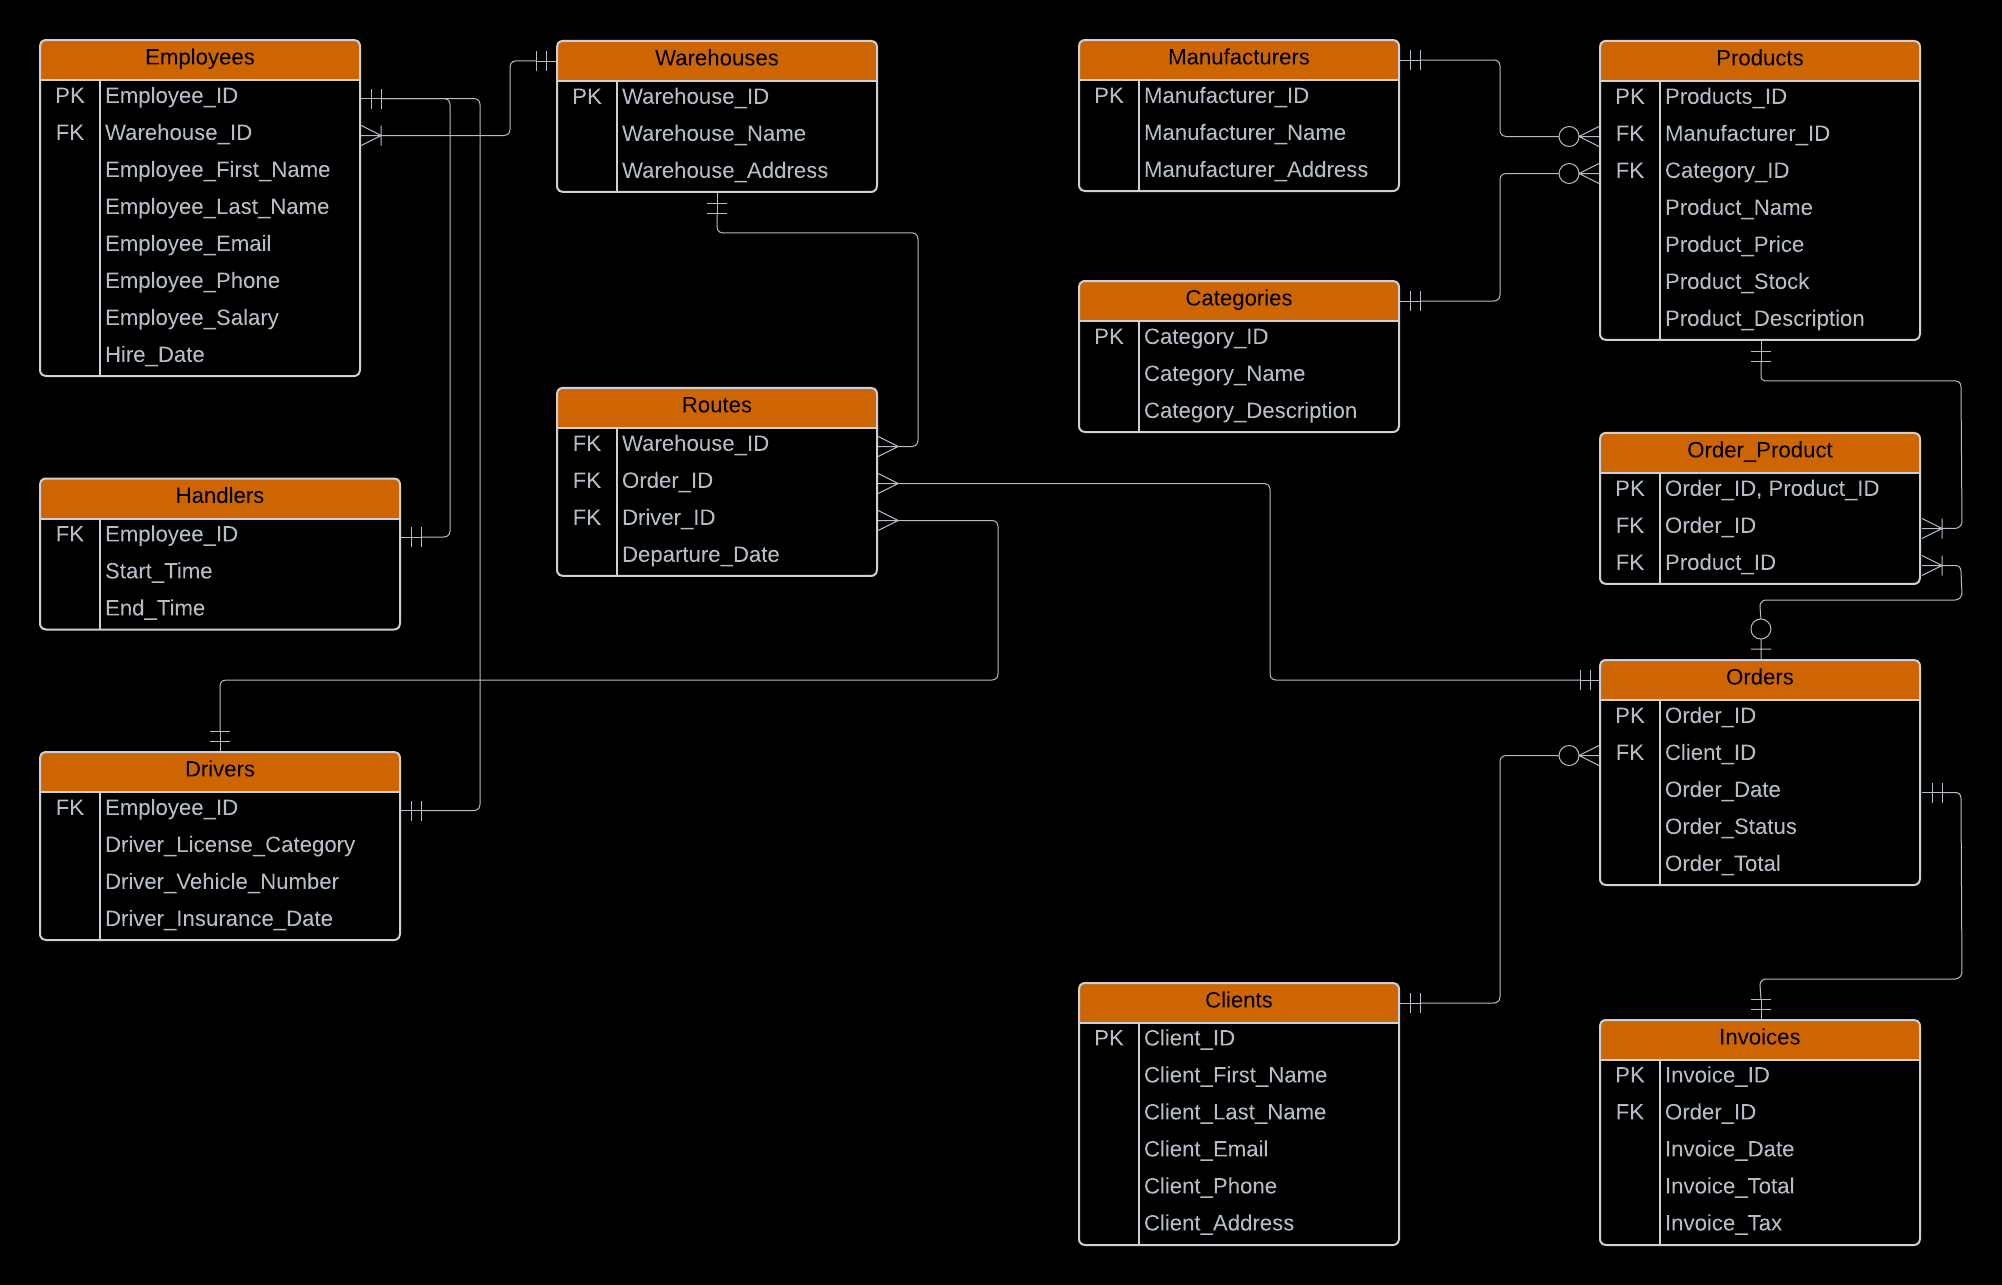 Employees
PK Employee_ID
FK Warehouse_ID
Employee_First_Name
Employee_Last_Name
Employee_Email
Employee_Phone
Employee_Salary
Hire_Date
Warehouses
PK Warehouse_ID
Warehouse_Name
Warehouse_Address
Manufacturers
PK Manufacturer_ID
Manufacturer_Name
Manufacturer_Address
Products
PK Products_ID
FK Manufacturer_ID
FK Category_ID
Product_Name
Product_Price
Product_Stock
Product_Description
Categories
PK Category_ID
Category_Name
Category_Description
Routes
FK Warehouse_ID
FK Order_ID
FK Driver_ID
Departure_Date
Order_Product
PK Order_ID, Product_ID
FK Order_ID
FK Product_ID
Handlers
FK Employee_ID
Start_Time
End_Time
Orders
PK Order_ID
FK Client_ID
Order_Date
Order_Status
Order_Total
Drivers
FK Employee_ID
Driver_License_Category
Driver_Vehicle_Number
Driver_Insurance_Date
Clients
PK Client_ID
Client_First_Name
Client_Last_Name
Client_Email
Client_Phone
Client_Address
Invoices
PK Invoice_ID
FK Order_ID
Invoice_Date
Invoice_Total
Invoice_Tax